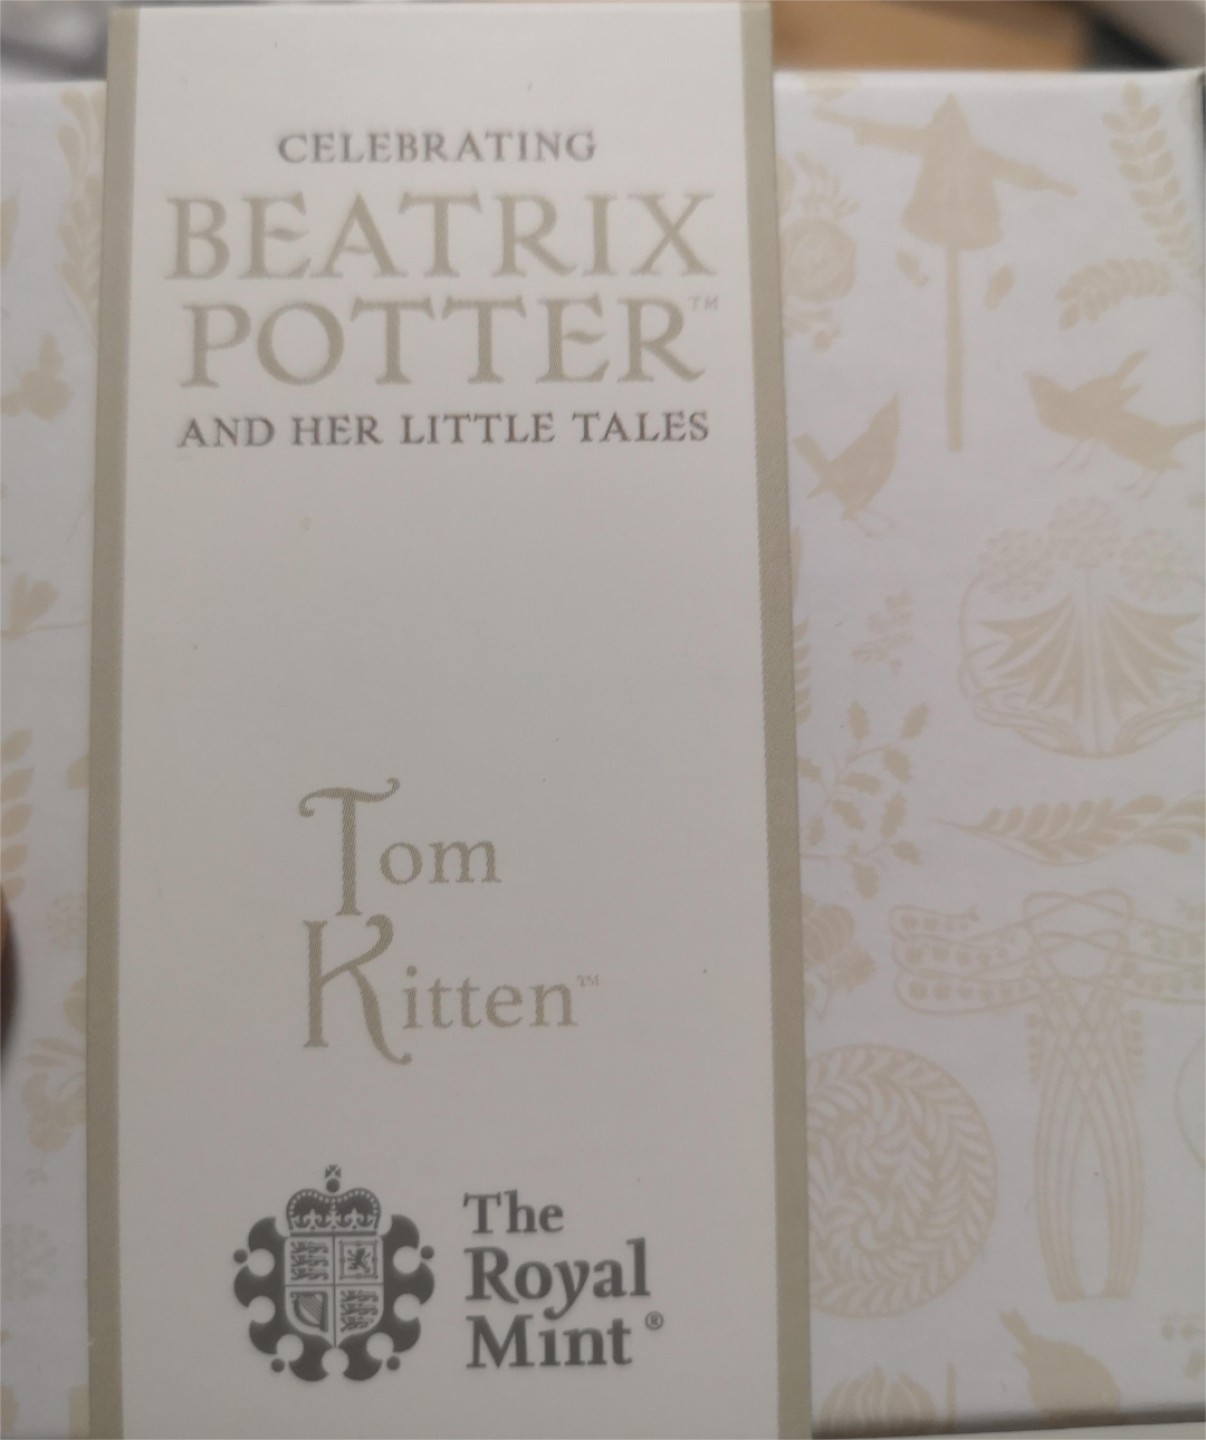 CELEBRATING
BEATRIX
POTTER™
AND HER LITTLE TALES
Tom
Kitten™
The
Royal
Mint®